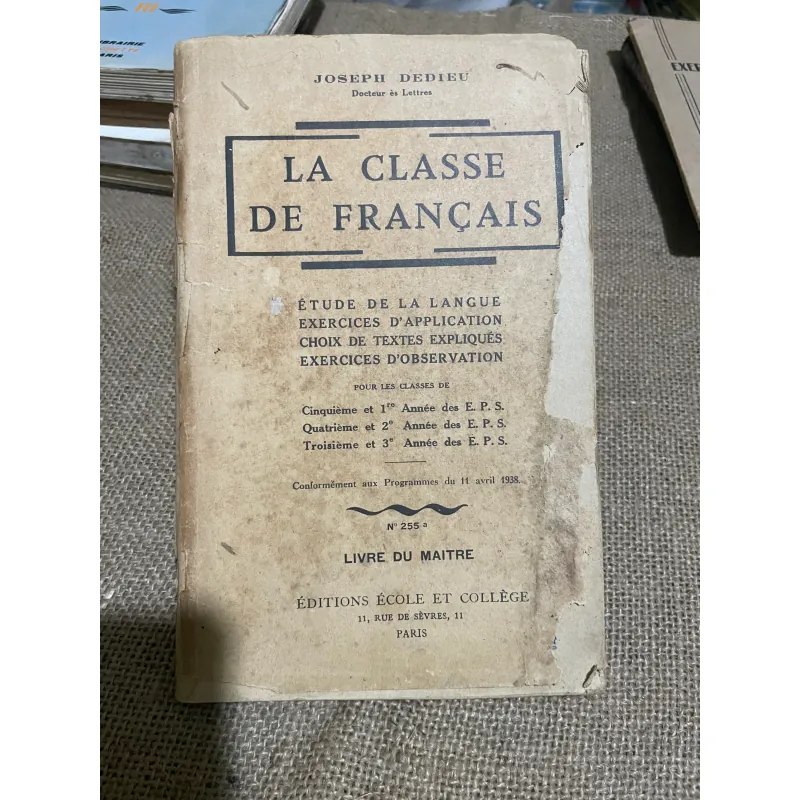 JOSEPH DEDIEU
Docteur ès Lettres
LA CLASSE
DE FRANÇAIS
ÉTUDE DE LA LANGUE
EXERCICES D'APPLICATION
CHOIX DE TEXTES EXPLIQUÉS
EXERCICES D'OBSERVATION
POUR LES CLASSES DE
Cinquième et 1re Année des E. P. S.
Quatrième et 2e Année des E. P. S.
Troisième et 3e Année des E. P. S.
Conformément aux Programmes du 11 avril 1938.
N° 255 a
LIVRE DU MAITRE
ÉDITIONS ÉCOLE ET COLLÈGE
11, RUE DE SÈVRES, 11
PARIS
PARIS